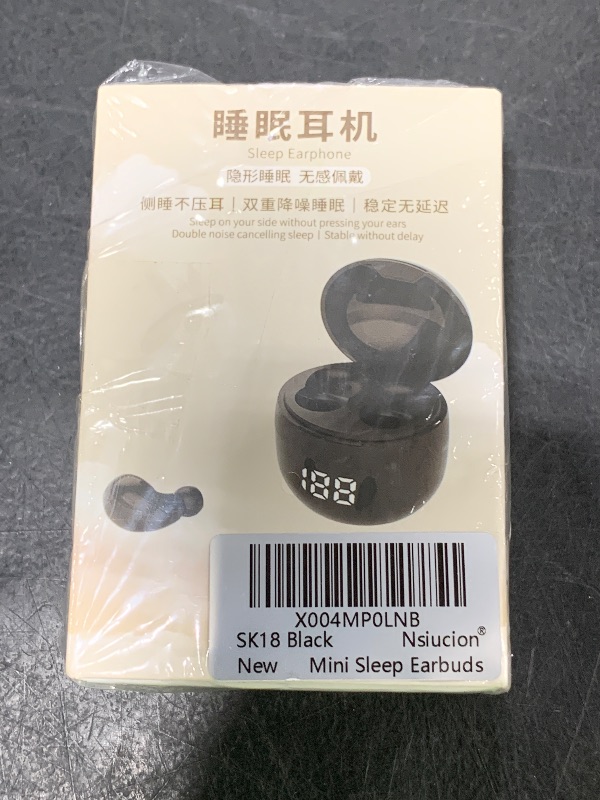 睡眠耳机
Sleep Earphone
隐形睡眠 无感佩戴
侧睡不压耳 | 双重降噪睡眠 | 稳定无延迟
Sleep on your side without pressing your ears
Double noise cancelling sleep | Stable without delay
188
X004MP0LNB
SK18 Black Nsiucion®
New Mini Sleep Earbuds